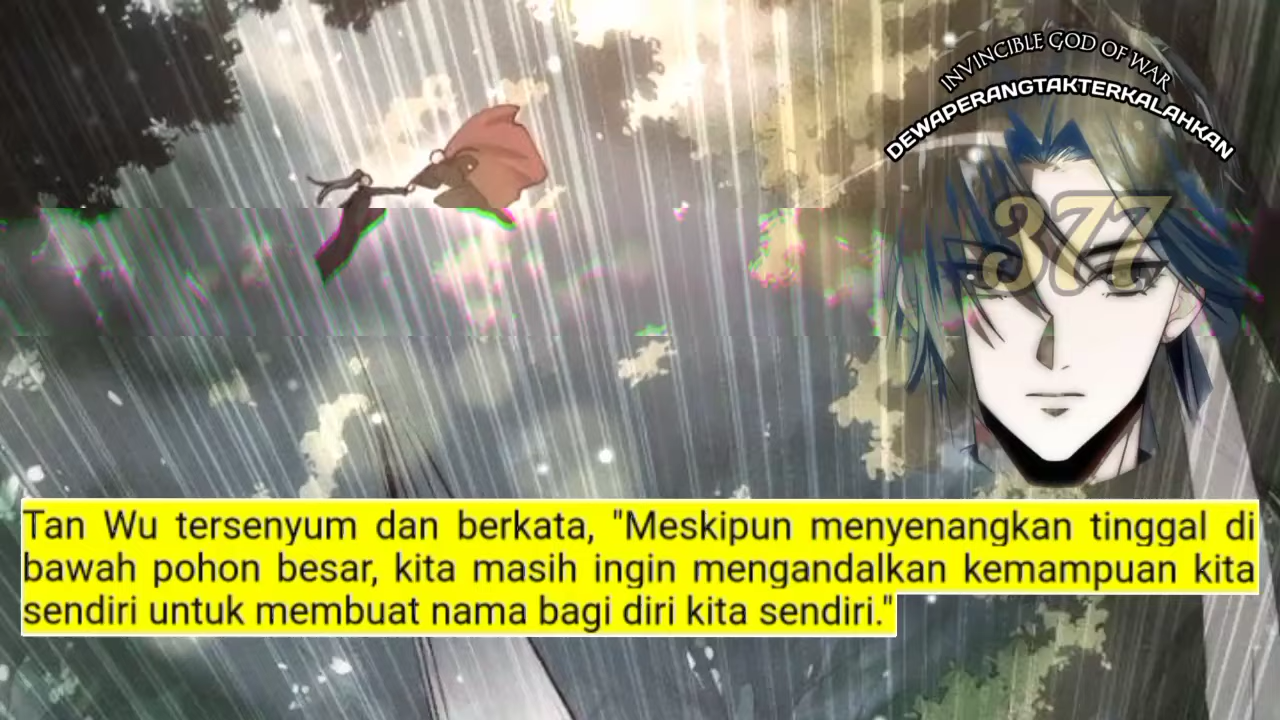 INVINCIBLE GOD OF WAR
DEWAPERANGTAKTERKALAHKAN
377
Tan Wu tersenyum dan berkata, "Meskipun menyenangkan tinggal di
bawah pohon besar, kita masih ingin mengandalkan kemampuan kita
sendiri untuk membuat nama bagi diri kita sendiri."